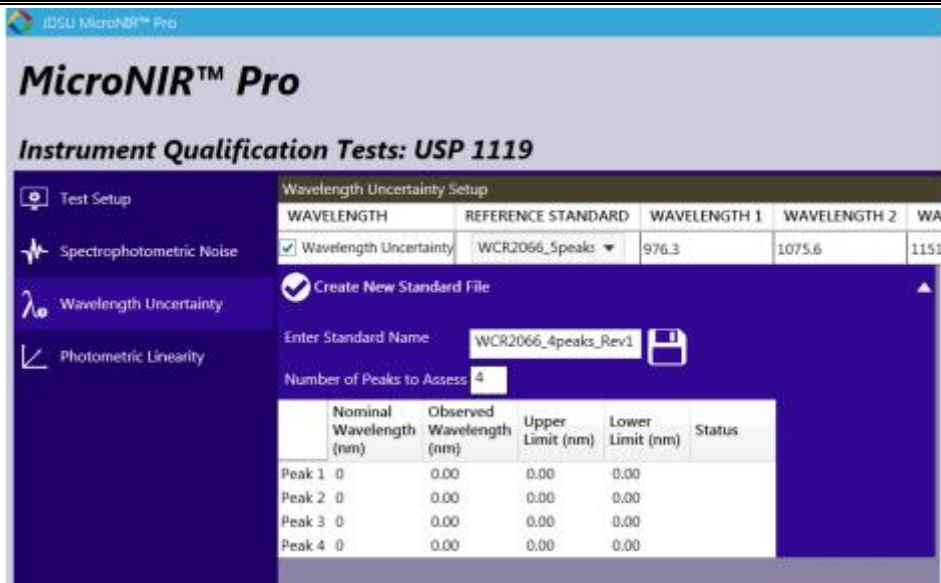 JDSU MicroNIR™ Pro
MicroNIR™ Pro
Instrument Qualification Tests: USP 1119
Test Setup
Spectrophotometric Noise
Wavelength Uncertainty
Photometric Linearity
Wavelength Uncertainty Setup
WAVELENGTH REFERENCE STANDARD WAVELENGTH 1 WAVELENGTH 2 WA
Wavelength Uncertainty WCR2066_5peaks 976.3 1075.6 1151
Create New Standard File
Enter Standard Name WCR2066_4peaks_Rev1
Number of Peaks to Assess 4
Nominal Wavelength (nm) Observed Wavelength (nm) Upper Limit (nm) Lower Limit (nm) Status
Peak 1 0 0.00 0.00 0.00
Peak 2 0 0.00 0.00 0.00
Peak 3 0 0.00 0.00 0.00
Peak 4 0 0.00 0.00 0.00